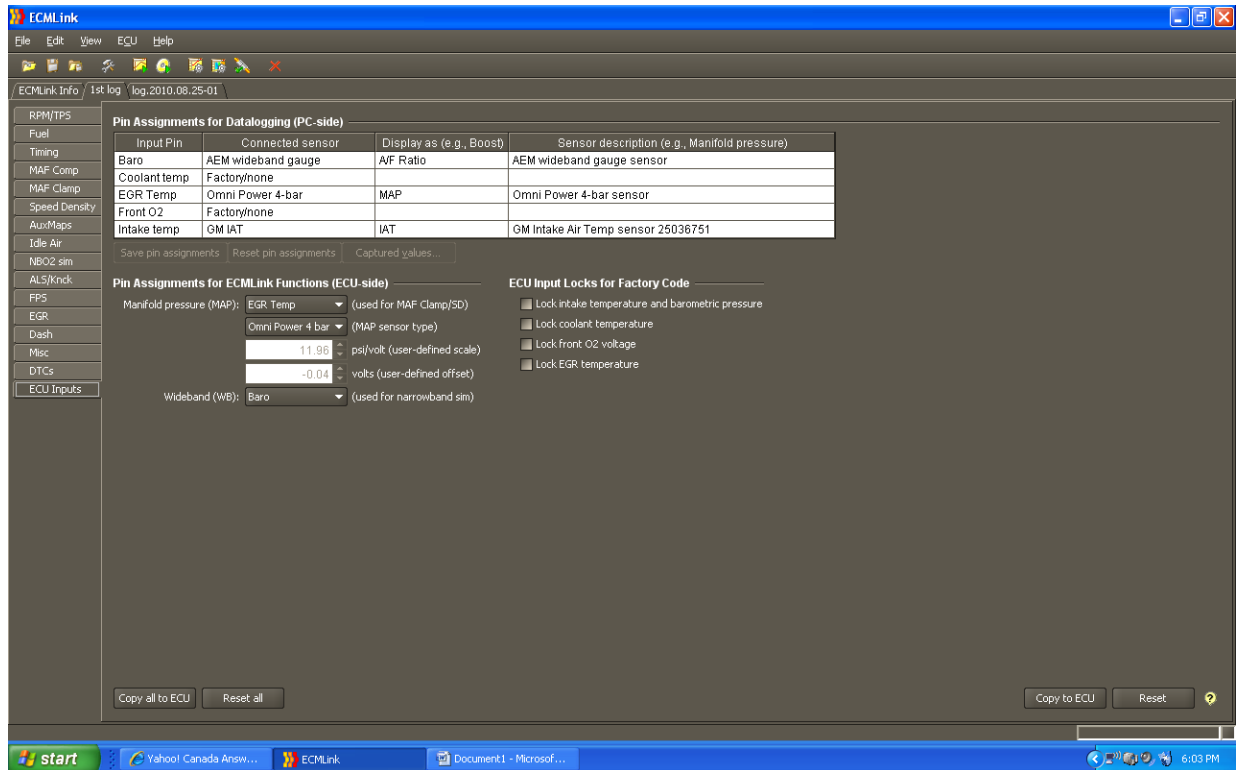 ECMLink
File Edit View ECU Help
ECMLink Info 1st log log.2010.08.25-01
RPM/TPS
Fuel
Timing
MAF Comp
MAF Clamp
Speed Density
AuxMaps
Idle Air
NBO2 sim
ALS/Knck
FPS
EGR
Dash
Misc
DTCs
ECU Inputs
Pin Assignments for Datalogging (PC-side)
Input Pin Connected sensor Display as (e.g., Boost) Sensor description (e.g., Manifold pressure)
Baro AEM wideband gauge A/F Ratio AEM wideband gauge sensor
Coolant temp Factory/none
EGR Temp Omni Power 4-bar MAP Omni Power 4-bar sensor
Front O2 Factory/none
Intake temp GM IAT IAT GM Intake Air Temp sensor 25036751
Save pin assignments Reset pin assignments Captured values...
Pin Assignments for ECMLink Functions (ECU-side)
Manifold pressure (MAP): EGR Temp (used for MAF Clamp/SD)
Omni Power 4 bar (MAP sensor type)
11.96 psi/volt (user-defined scale)
-0.04 volts (user-defined offset)
Wideband (WB): Baro (used for narrowband sim)
ECU Input Locks for Factory Code
Lock intake temperature and barometric pressure
Lock coolant temperature
Lock front O2 voltage
Lock EGR temperature
Copy all to ECU Reset all Copy to ECU Reset ?
start Yahoo! Canada Answ... ECMLink Document1 - Microsof... 6:03 PM